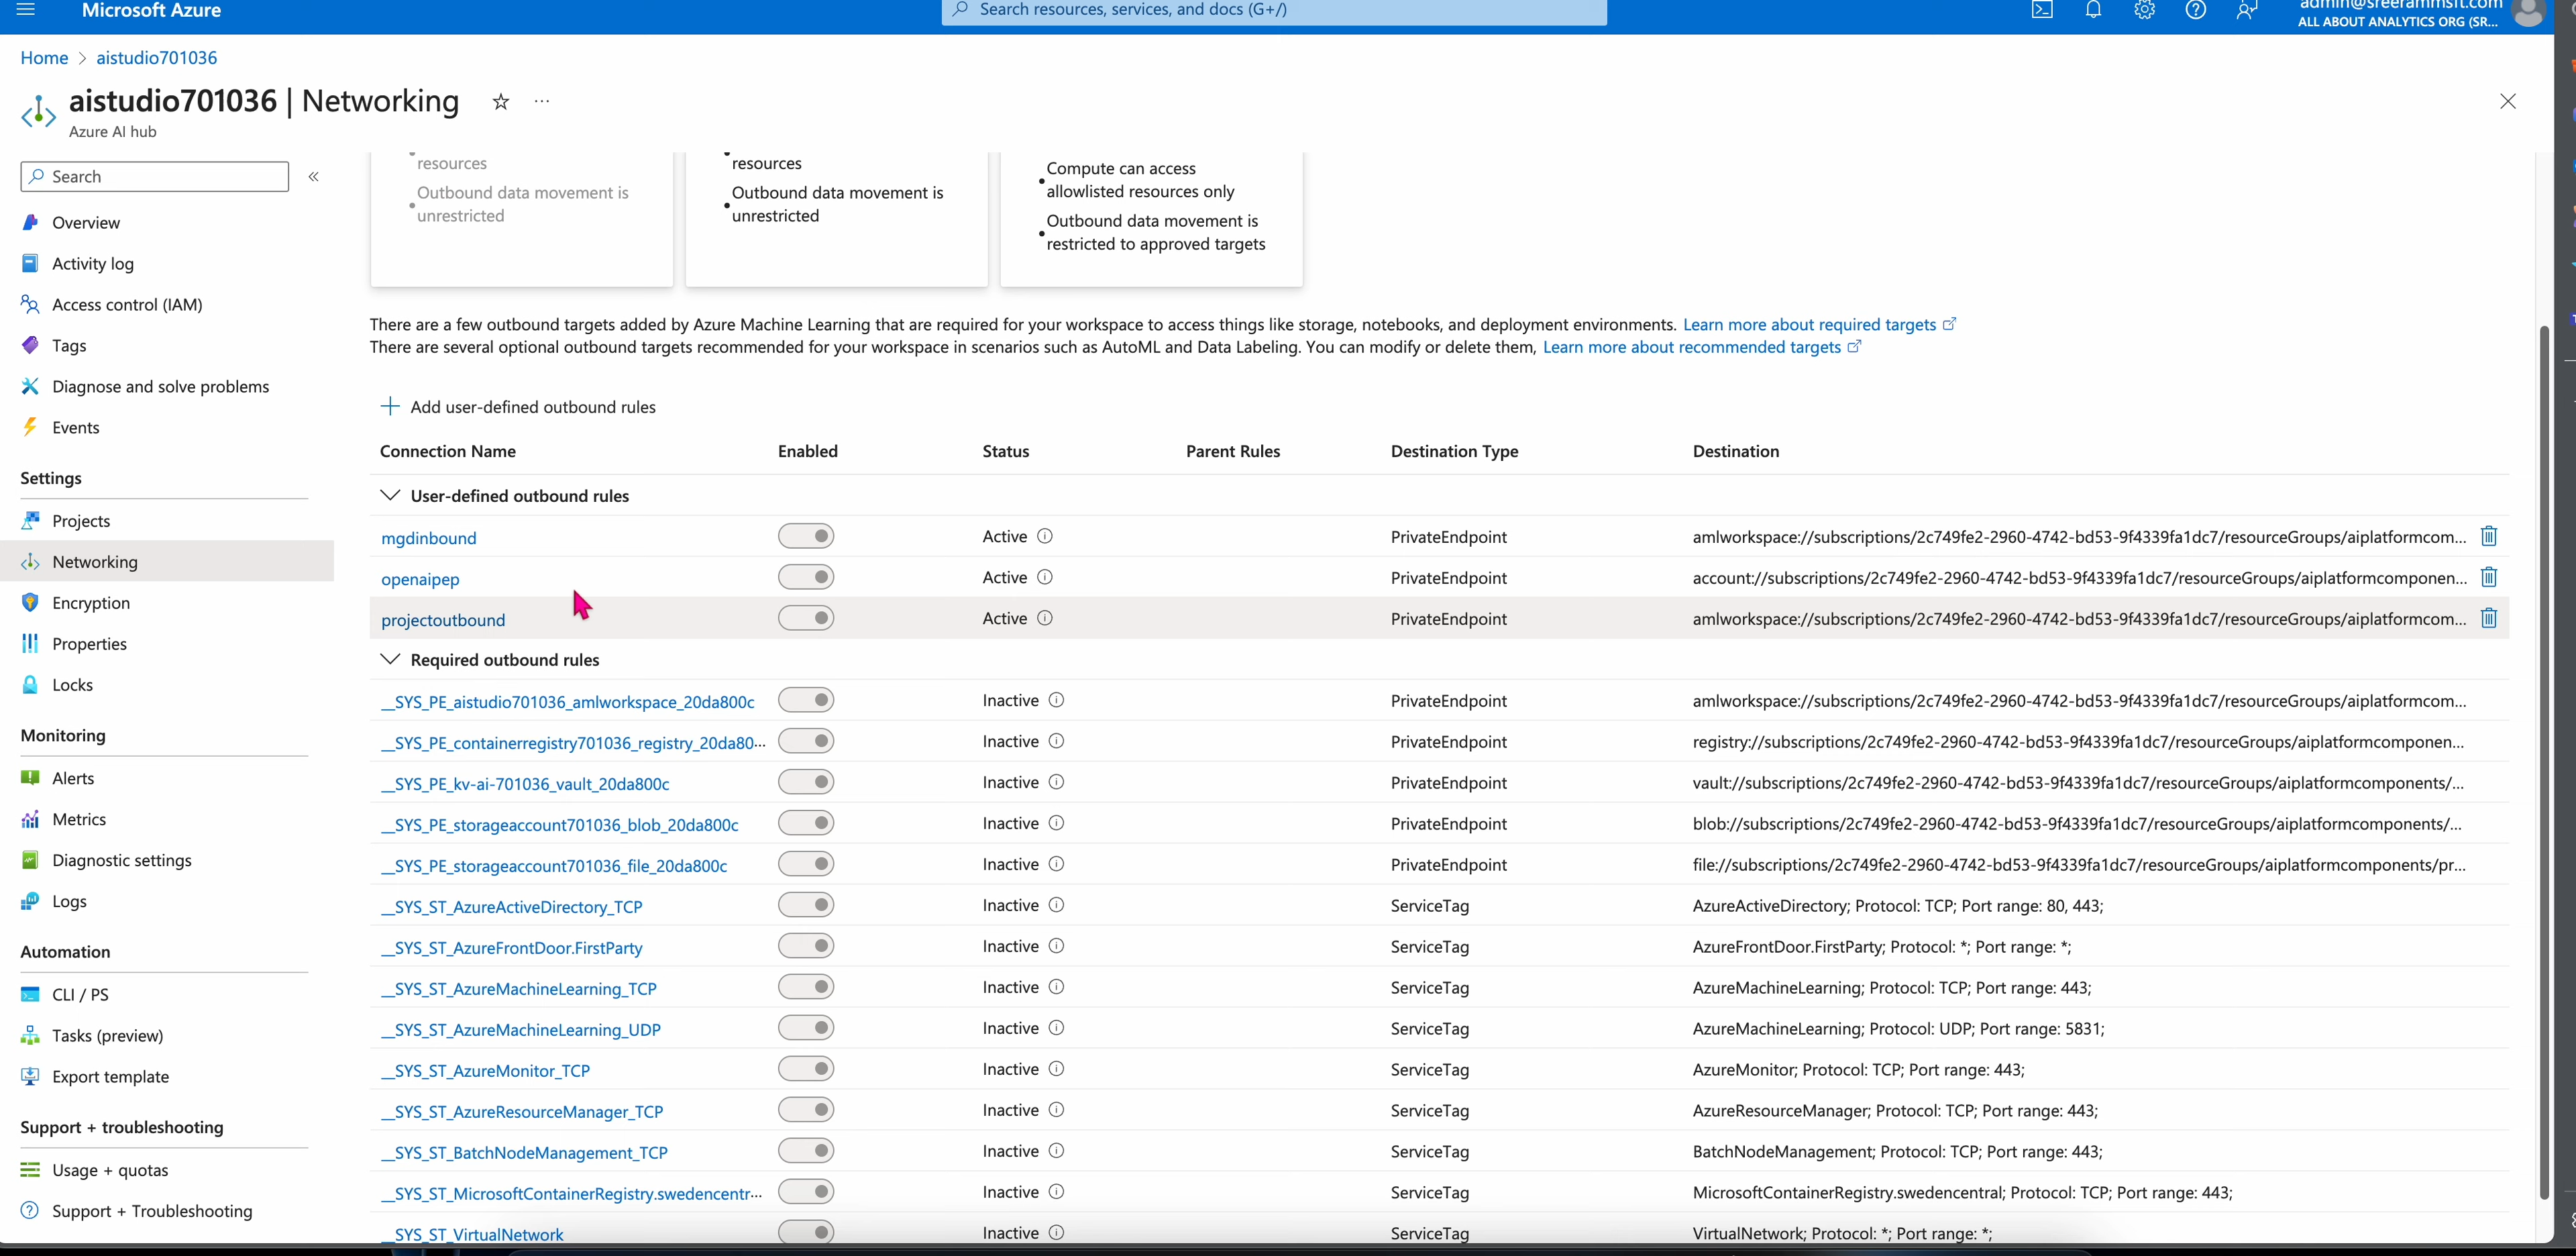 Microsoft Azure
Search resources, services, and docs (G+/)
admin@sreerammsft.com
ALL ABOUT ANALYTICS ORG (SR...
Home > aistudio701036
aistudio701036 | Networking
Azure AI hub
Search
Overview
Activity log
Access control (IAM)
Tags
Diagnose and solve problems
Events
Settings
Projects
Networking
Encryption
Properties
Locks
Monitoring
Alerts
Metrics
Diagnostic settings
Logs
Automation
CLI / PS
Tasks (preview)
Export template
Support + troubleshooting
Usage + quotas
Support + Troubleshooting
resources
Outbound data movement is
unrestricted
resources
Outbound data movement is
unrestricted
Compute can access
allowlisted resources only
Outbound data movement is
restricted to approved targets
There are a few outbound targets added by Azure Machine Learning that are required for your workspace to access things like storage, notebooks, and deployment environments. Learn more about required targets
There are several optional outbound targets recommended for your workspace in scenarios such as AutoML and Data Labeling. You can modify or delete them, Learn more about recommended targets
Add user-defined outbound rules
Connection Name Enabled Status Parent Rules Destination Type Destination
User-defined outbound rules
mgdinbound Active PrivateEndpoint amlworkspace://subscriptions/2c749fe2-2960-4742-bd53-9f4339fa1dc7/resourceGroups/aiplatformcom...
openaipep Active PrivateEndpoint account://subscriptions/2c749fe2-2960-4742-bd53-9f4339fa1dc7/resourceGroups/aiplatformcomponen...
projectoutbound Active PrivateEndpoint amlworkspace://subscriptions/2c749fe2-2960-4742-bd53-9f4339fa1dc7/resourceGroups/aiplatformcom...
Required outbound rules
__SYS_PE_aistudio701036_amlworkspace_20da800c Inactive PrivateEndpoint amlworkspace://subscriptions/2c749fe2-2960-4742-bd53-9f4339fa1dc7/resourceGroups/aiplatformcom...
__SYS_PE_containerregistry701036_registry_20da80... Inactive PrivateEndpoint registry://subscriptions/2c749fe2-2960-4742-bd53-9f4339fa1dc7/resourceGroups/aiplatformcomponen...
__SYS_PE_kv-ai-701036_vault_20da800c Inactive PrivateEndpoint vault://subscriptions/2c749fe2-2960-4742-bd53-9f4339fa1dc7/resourceGroups/aiplatformcomponents/...
__SYS_PE_storageaccount701036_blob_20da800c Inactive PrivateEndpoint blob://subscriptions/2c749fe2-2960-4742-bd53-9f4339fa1dc7/resourceGroups/aiplatformcomponents/...
__SYS_PE_storageaccount701036_file_20da800c Inactive PrivateEndpoint file://subscriptions/2c749fe2-2960-4742-bd53-9f4339fa1dc7/resourceGroups/aiplatformcomponents/pr...
__SYS_ST_AzureActiveDirectory_TCP Inactive ServiceTag AzureActiveDirectory; Protocol: TCP; Port range: 80, 443;
__SYS_ST_AzureFrontDoor.FirstParty Inactive ServiceTag AzureFrontDoor.FirstParty; Protocol: *; Port range: *;
__SYS_ST_AzureMachineLearning_TCP Inactive ServiceTag AzureMachineLearning; Protocol: TCP; Port range: 443;
__SYS_ST_AzureMachineLearning_UDP Inactive ServiceTag AzureMachineLearning; Protocol: UDP; Port range: 5831;
__SYS_ST_AzureMonitor_TCP Inactive ServiceTag AzureMonitor; Protocol: TCP; Port range: 443;
__SYS_ST_AzureResourceManager_TCP Inactive ServiceTag AzureResourceManager; Protocol: TCP; Port range: 443;
__SYS_ST_BatchNodeManagement_TCP Inactive ServiceTag BatchNodeManagement; Protocol: TCP; Port range: 443;
__SYS_ST_MicrosoftContainerRegistry.swedencentr... Inactive ServiceTag MicrosoftContainerRegistry.swedencentral; Protocol: TCP; Port range: 443;
__SYS_ST_VirtualNetwork Inactive ServiceTag VirtualNetwork; Protocol: *; Port range: *;